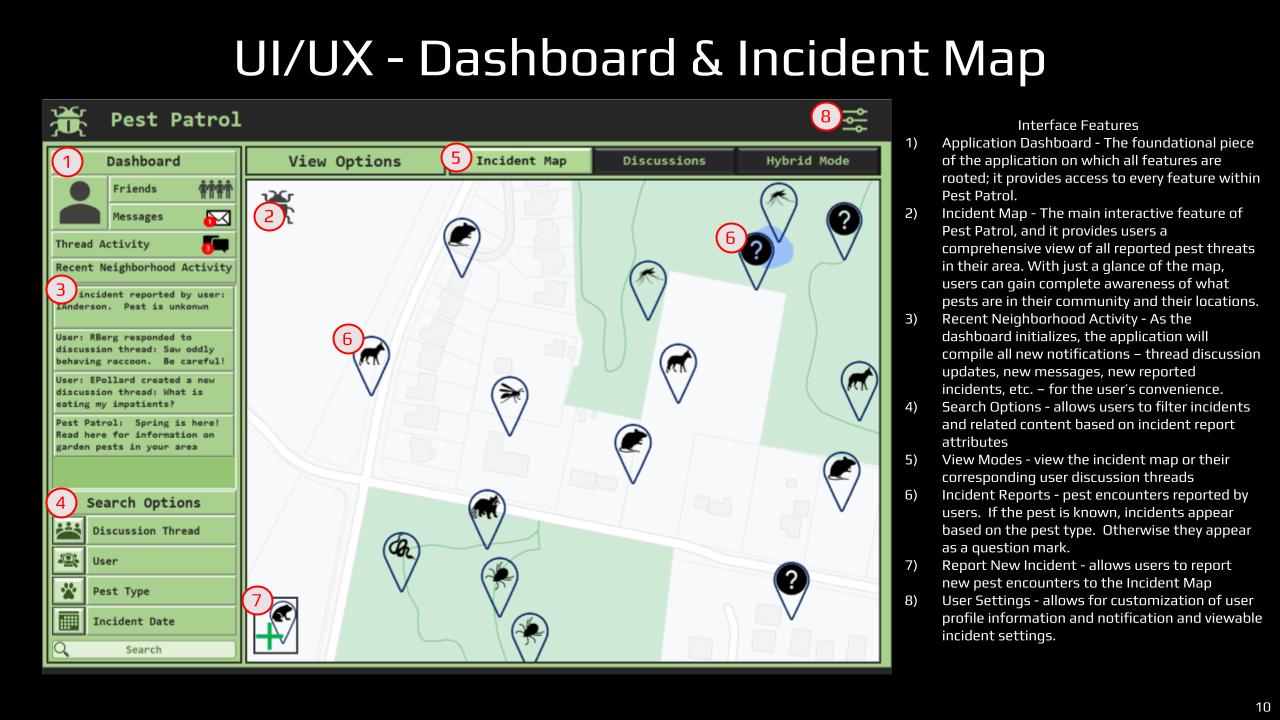 UI/UX - Dashboard & Incident Map
Pest Patrol
8
1
Dashboard
Friends
Messages
Thread Activity
Recent Neighborhood Activity
3
incident reported by user:
IAnderson. Pest is unkonwn
User: RBerg responded to
discussion thread: Saw oddly
behaving raccoon. Be careful!
User: EPollard created a new
discussion thread: What is
eating my impatients?
Pest Patrol: Spring is here!
Read here for information on
garden pests in your area
4
Search Options
Discussion Thread
User
Pest Type
Incident Date
Search
View Options
5
Incident Map
Discussions
Hybrid Mode
2
?
6
?
6
?
7
Interface Features
1) Application Dashboard - The foundational piece
of the application on which all features are
rooted; it provides access to every feature within
Pest Patrol.
2) Incident Map - The main interactive feature of
Pest Patrol, and it provides users a
comprehensive view of all reported pest threats
in their area. With just a glance of the map,
users can gain complete awareness of what
pests are in their community and their locations.
3) Recent Neighborhood Activity - As the
dashboard initializes, the application will
compile all new notifications – thread discussion
updates, new messages, new reported
incidents, etc. – for the user's convenience.
4) Search Options - allows users to filter incidents
and related content based on incident report
attributes
5) View Modes - view the incident map or their
corresponding user discussion threads
6) Incident Reports - pest encounters reported by
users. If the pest is known, incidents appear
based on the pest type. Otherwise they appear
as a question mark.
7) Report New Incident - allows users to report
new pest encounters to the Incident Map
8) User Settings - allows for customization of user
profile information and notification and viewable
incident settings.
10